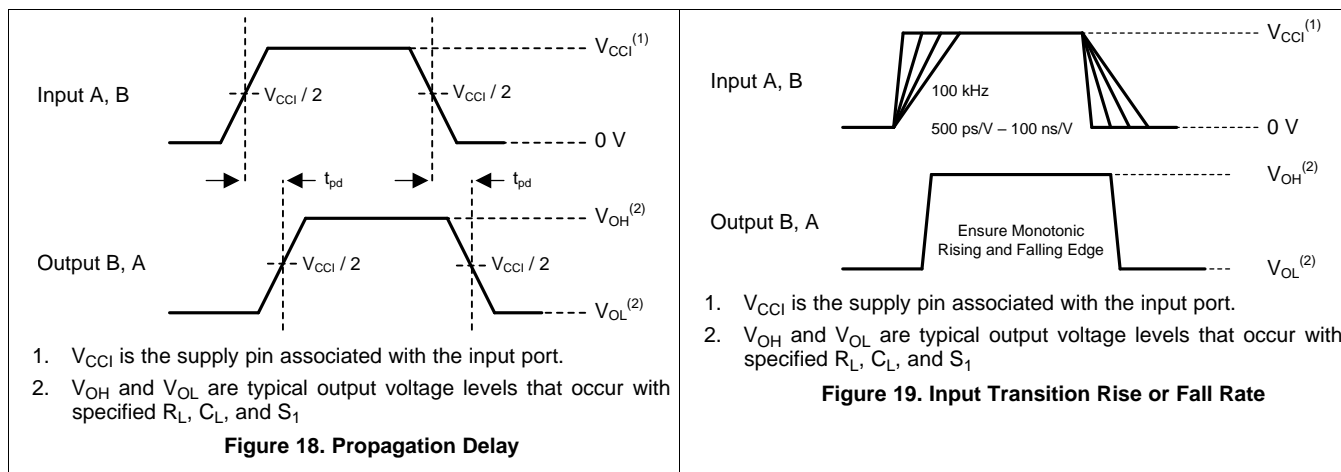 V_CCI^(1)
Input A, B
V_CCI / 2
V_CCI / 2
0 V
t_pd
t_pd
V_OH^(2)
Output B, A
V_CCI / 2
V_CCI / 2
V_OL^(2)
1. V_CCI is the supply pin associated with the input port.
2. V_OH and V_OL are typical output voltage levels that occur with
specified R_L, C_L, and S_1
Figure 18. Propagation Delay
V_CCI^(1)
Input A, B
100 kHz
500 ps/V – 100 ns/V
0 V
V_OH^(2)
Output B, A
Ensure Monotonic
Rising and Falling Edge
V_OL^(2)
1. V_CCI is the supply pin associated with the input port.
2. V_OH and V_OL are typical output voltage levels that occur with
specified R_L, C_L, and S_1
Figure 19. Input Transition Rise or Fall Rate